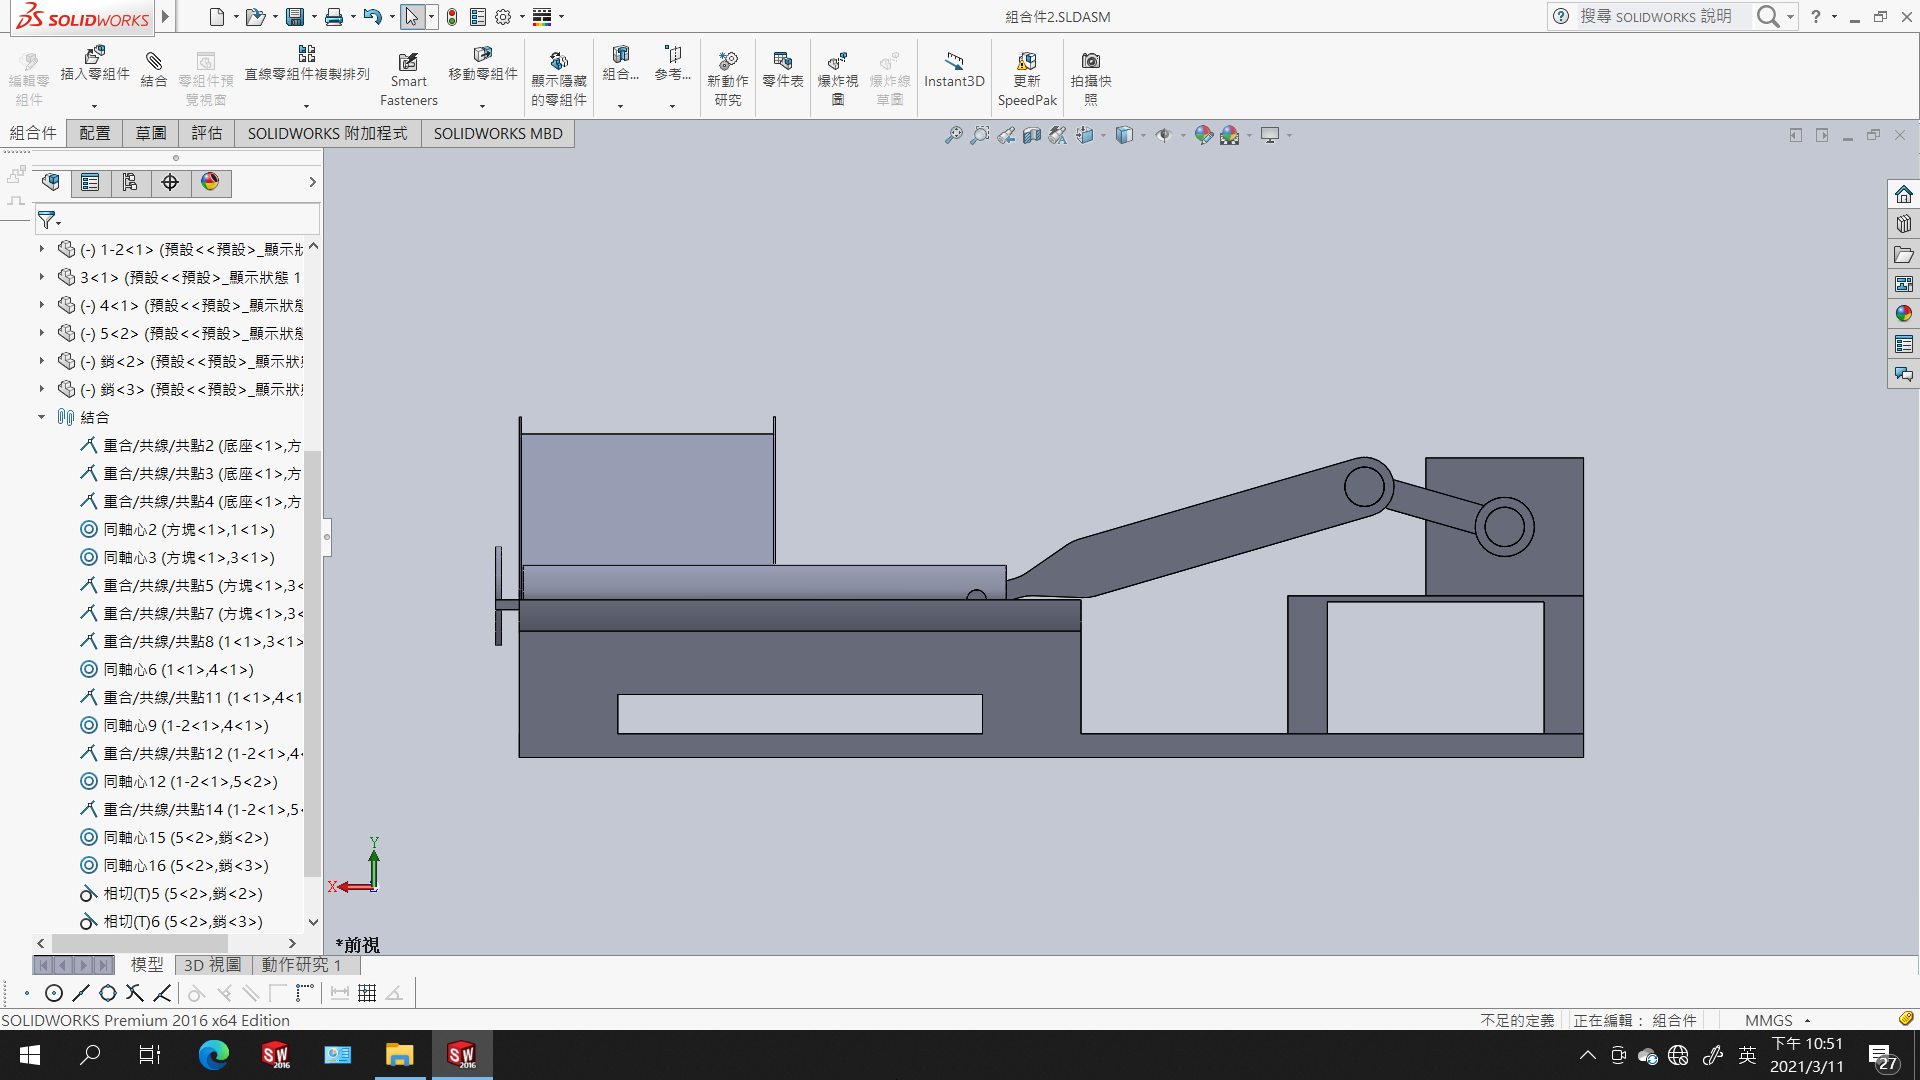 SOLIDWORKS
組合件2.SLDASM
搜尋 SOLIDWORKS 說明
編輯零組件
插入零組件
結合
零組件預覽視窗
直線零組件複製排列
Smart Fasteners
移動零組件
顯示隱藏的零組件
組合...
參考...
新動作研究
零件表
爆炸視圖
爆炸線草圖
Instant3D
更新 SpeedPak
拍攝快照
組合件
配置
草圖
評估
SOLIDWORKS 附加程式
SOLIDWORKS MBD
(-) 1-2<1> (預設<<預設>_顯示狀
3<1> (預設<<預設>_顯示狀態 1
(-) 4<1> (預設<<預設>_顯示狀態
(-) 5<2> (預設<<預設>_顯示狀態
(-) 銷<2> (預設<<預設>_顯示狀
(-) 銷<3> (預設<<預設>_顯示狀
結合
重合/共線/共點2 (底座<1>,方
重合/共線/共點3 (底座<1>,方
重合/共線/共點4 (底座<1>,方
同軸心2 (方塊<1>,1<1>)
同軸心3 (方塊<1>,3<1>)
重合/共線/共點5 (方塊<1>,3<
重合/共線/共點7 (方塊<1>,3<
重合/共線/共點8 (1<1>,3<1>
同軸心6 (1<1>,4<1>)
重合/共線/共點11 (1<1>,4<1
同軸心9 (1-2<1>,4<1>)
重合/共線/共點12 (1-2<1>,4<
同軸心12 (1-2<1>,5<2>)
重合/共線/共點14 (1-2<1>,5<
同軸心15 (5<2>,銷<2>)
同軸心16 (5<2>,銷<3>)
相切(T)5 (5<2>,銷<2>)
相切(T)6 (5<2>,銷<3>)
Y
X
*前視
模型
3D 視圖
動作研究 1
SOLIDWORKS Premium 2016 x64 Edition
不足的定義
正在編輯： 組合件
MMGS
SW 2016
SW 2016
英
下午 10:51
2021/3/11
27